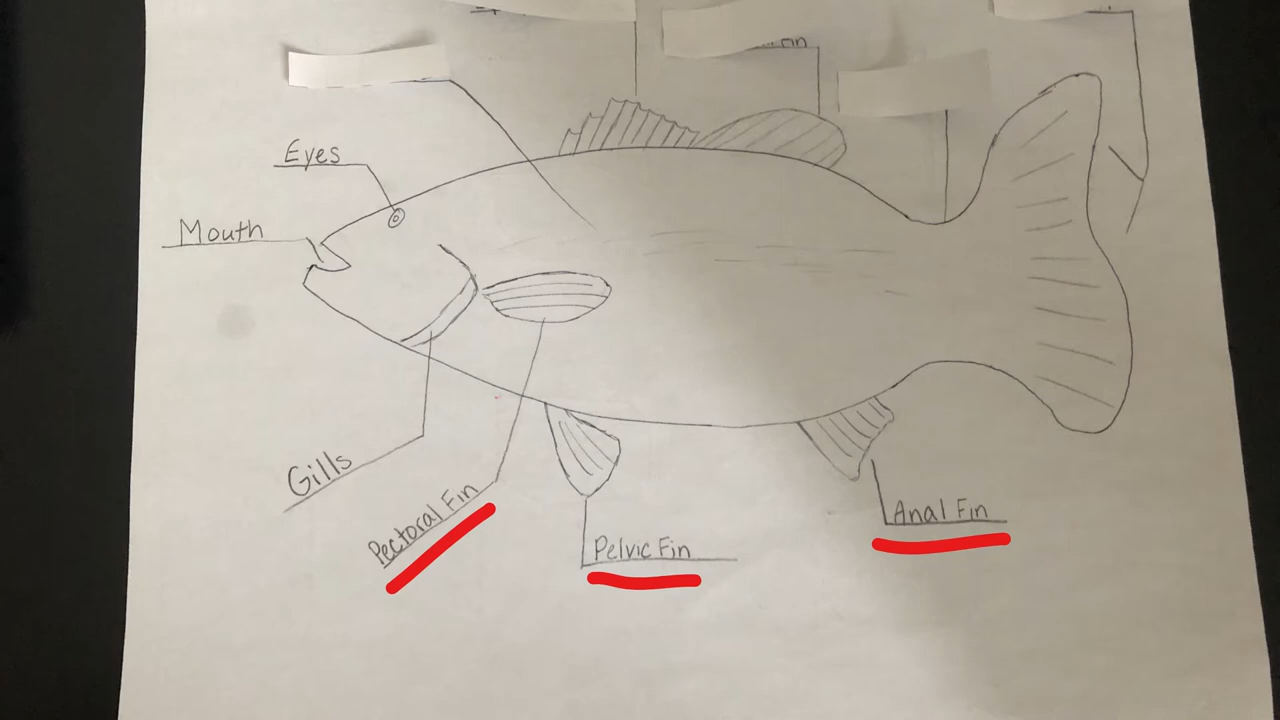 Eyes
Mouth
Gills
Pectoral Fin
Pelvic Fin
Anal Fin